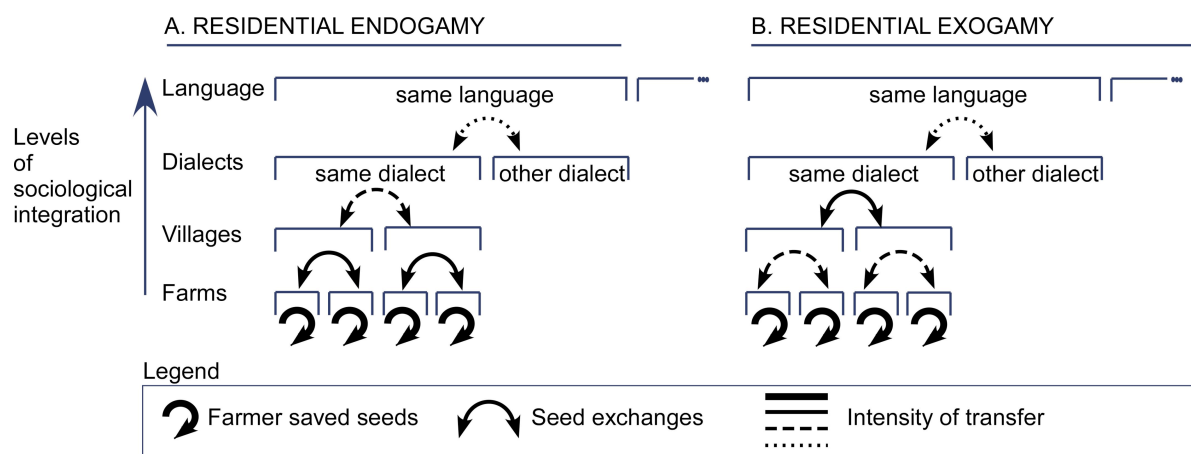 A. RESIDENTIAL ENDOGAMY
B. RESIDENTIAL EXOGAMY
Levels
of
sociological
integration
Language
same language
...
same language
...
Dialects
same dialect
other dialect
same dialect
other dialect
Villages
Farms
Legend
Farmer saved seeds
Seed exchanges
Intensity of transfer